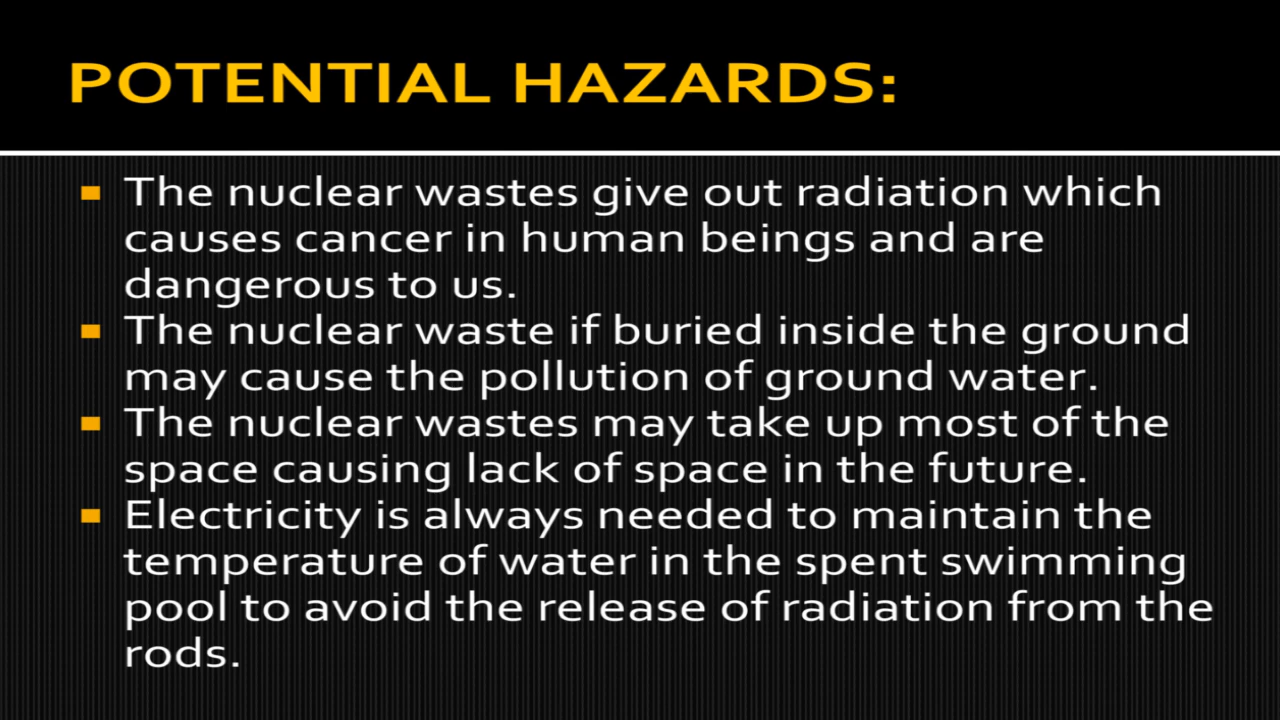 POTENTIAL HAZARDS:
The nuclear wastes give out radiation which
causes cancer in human beings and are
dangerous to us.
The nuclear waste if buried inside the ground
may cause the pollution of ground water.
The nuclear wastes may take up most of the
space causing lack of space in the future.
Electricity is always needed to maintain the
temperature of water in the spent swimming
pool to avoid the release of radiation from the
rods.